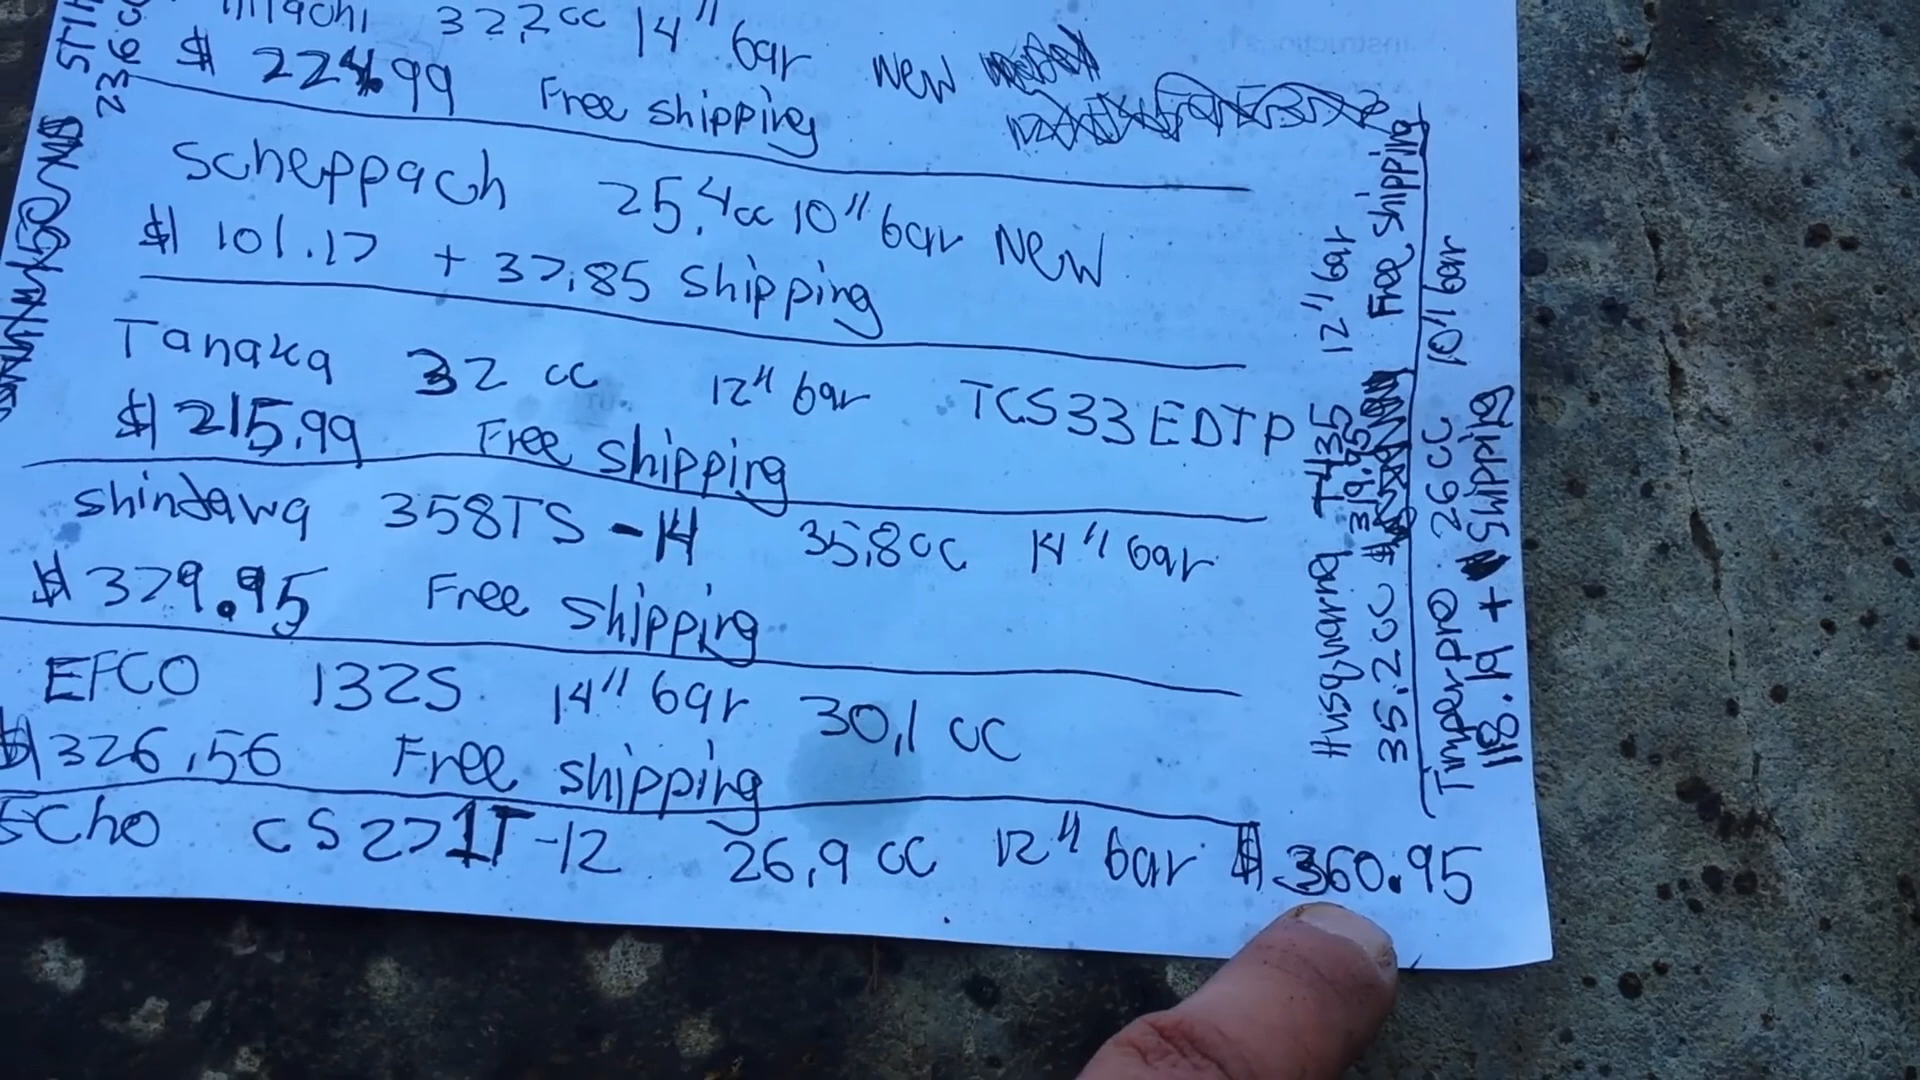 Hitachi 32,2cc 14" bar New
$ 224.99 Free shipping
Scheppach 25,4cc 10" bar New
$ 101.17 + 37,85 Shipping
Tanaka 32 cc 12" bar TCS33EDTP
$ 215,99 Free shipping
Shindawa 358TS-14 35,8cc 14" bar
$ 379.95 Free shipping
EFCO 132S 14" bar 30,1 cc
$ 326,56 Free shipping
Echo CS271T-12 26,9 cc 12" bar $ 360.95
Husqvarna T435 12" bar
35.2cc $ 319.95 Free Shipping
26cc 10" bar
+ Shipping
236.